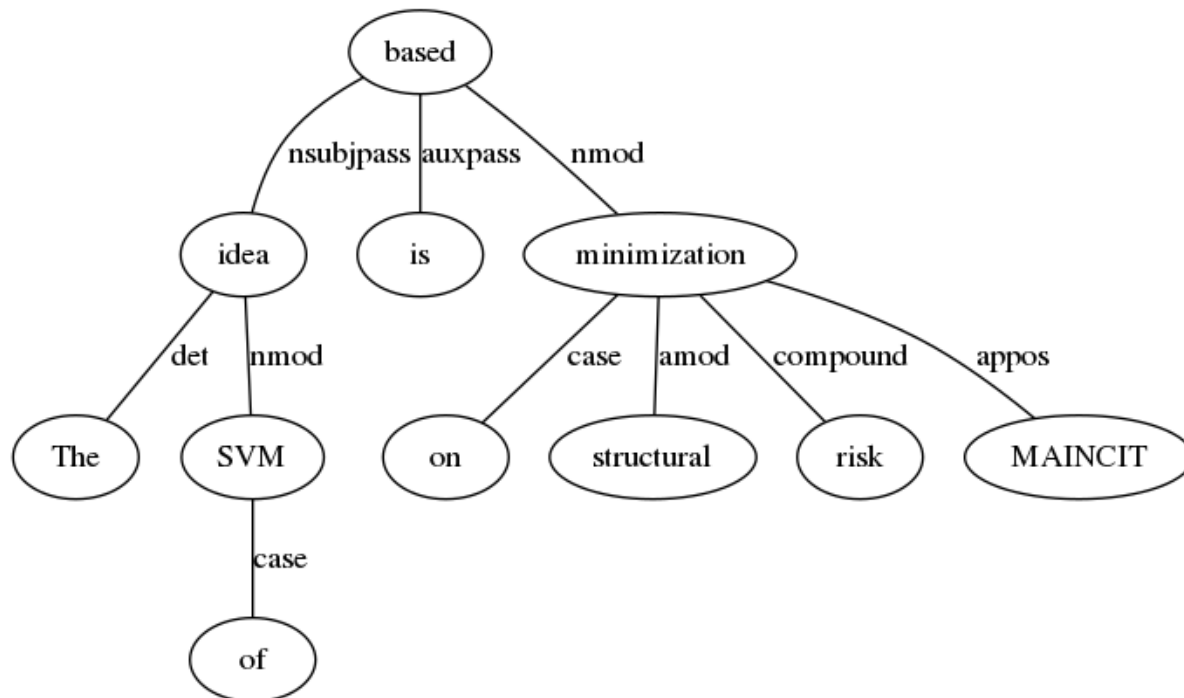 based
nsubjpass auxpass nmod
idea is minimization
det nmod case amod compound appos
The SVM on structural risk MAINCIT
case
of